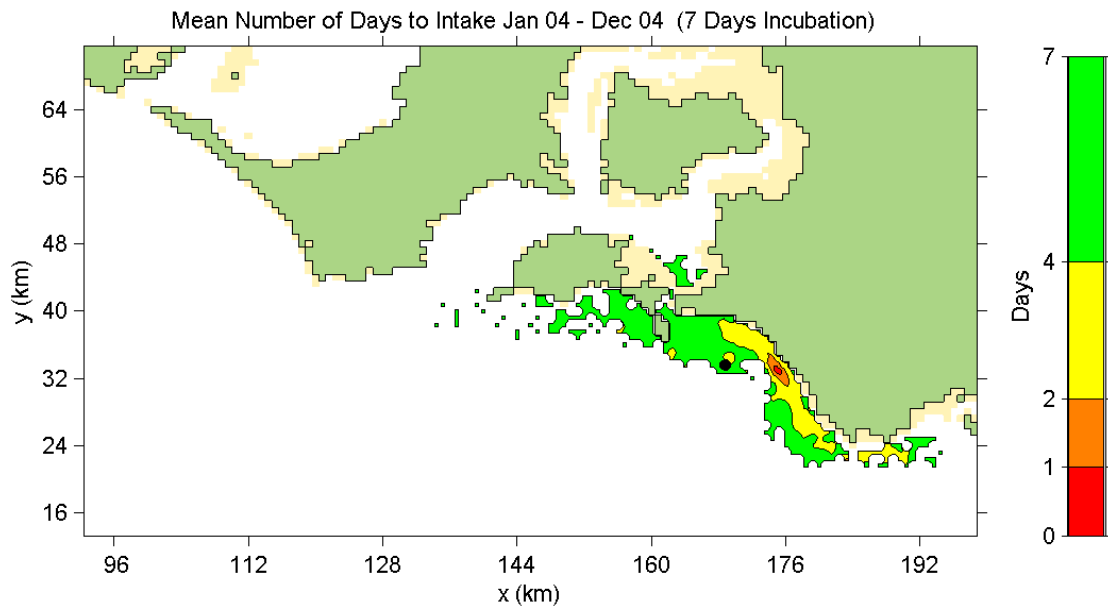 Mean Number of Days to Intake Jan 04 - Dec 04 (7 Days Incubation)
64
56
48
40
32
24
16
y (km)
96 112 128 144 160 176 192
x (km)
7
4
2
1
0
Days